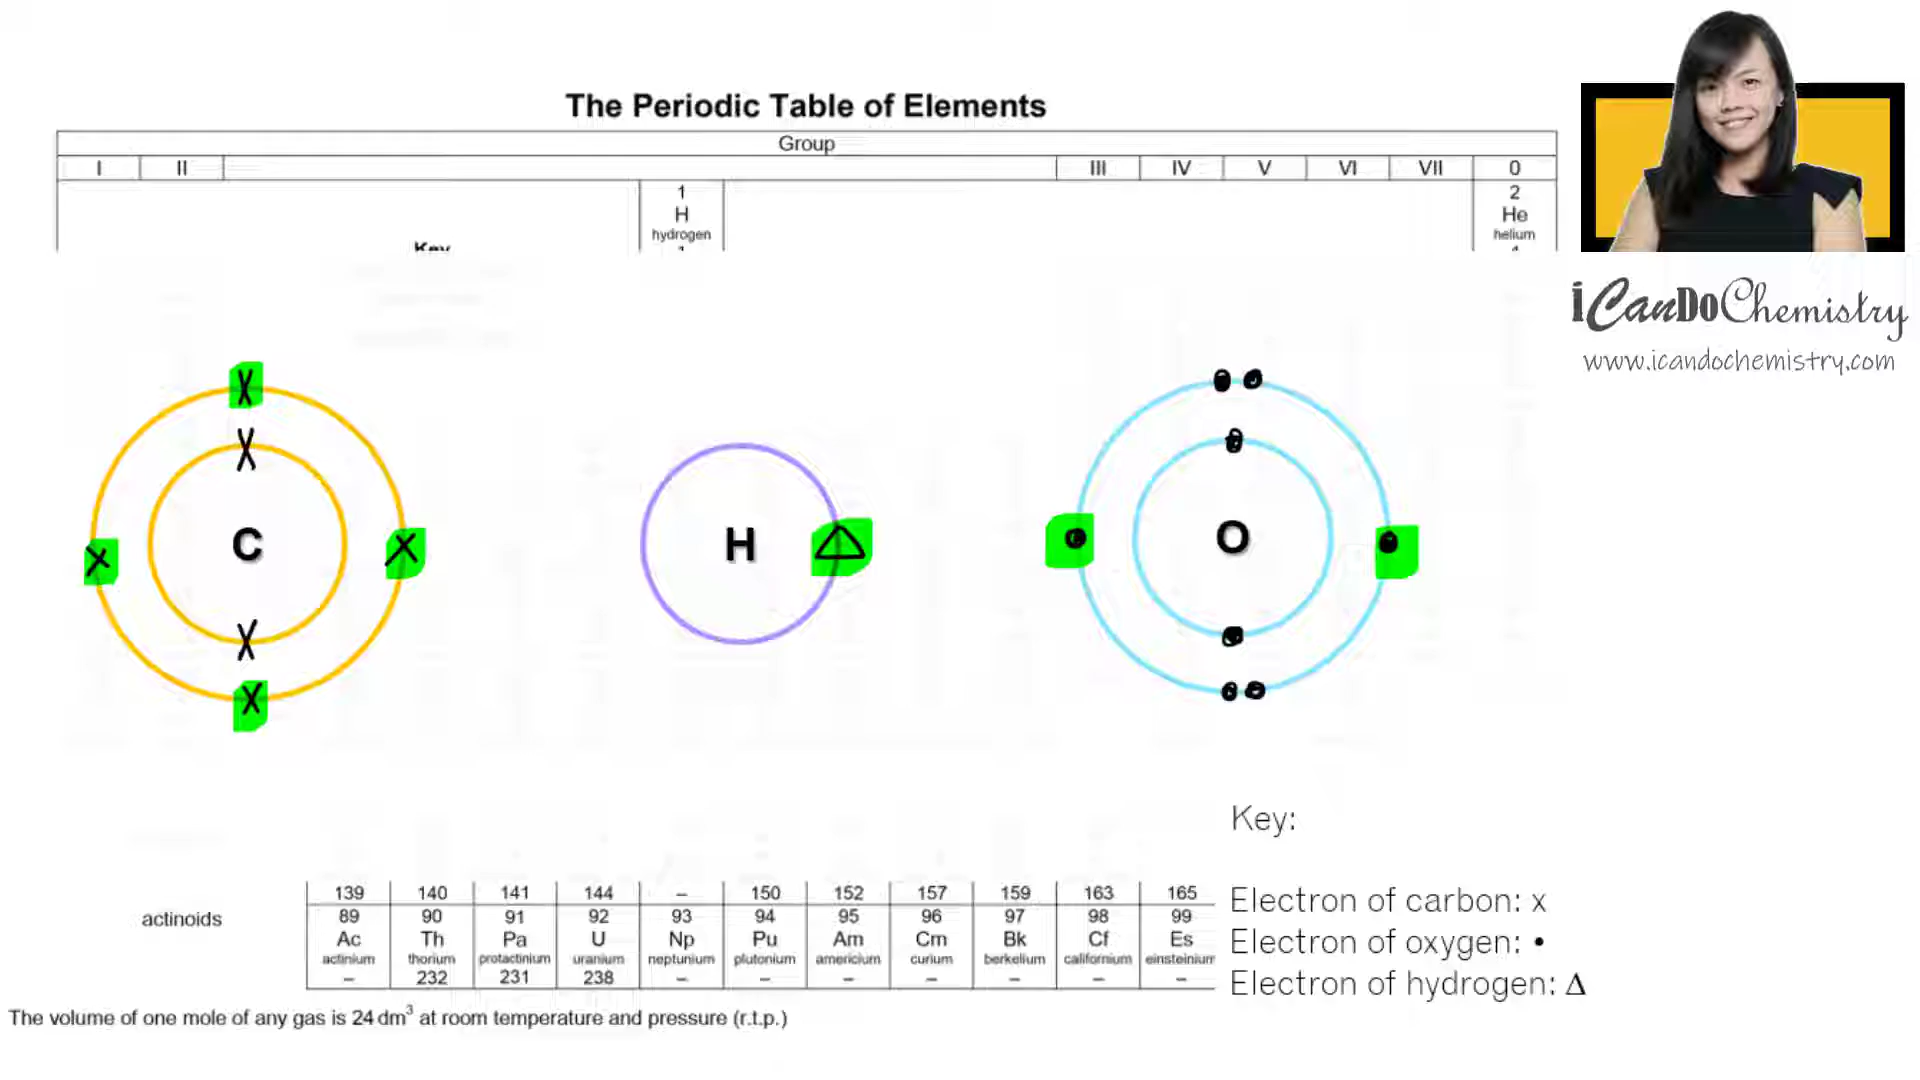 The Periodic Table of Elements
Group
I II III IV V VI VII 0
1 2
H He
hydrogen helium
Key
iCanDoChemistry
www.icandochemistry.com
X
X
C
X X
X
X
H
Δ
O
Key:
Electron of carbon: x
Electron of oxygen: •
Electron of hydrogen: Δ
139 140 141 144 – 150 152 157 159 163 165
actinoids 89 90 91 92 93 94 95 96 97 98 99
Ac Th Pa U Np Pu Am Cm Bk Cf Es
actinium thorium protactinium uranium neptunium plutonium americium curium berkelium californium einsteinium
– 232 231 238 – – – – – – –
The volume of one mole of any gas is 24 dm³ at room temperature and pressure (r.t.p.)